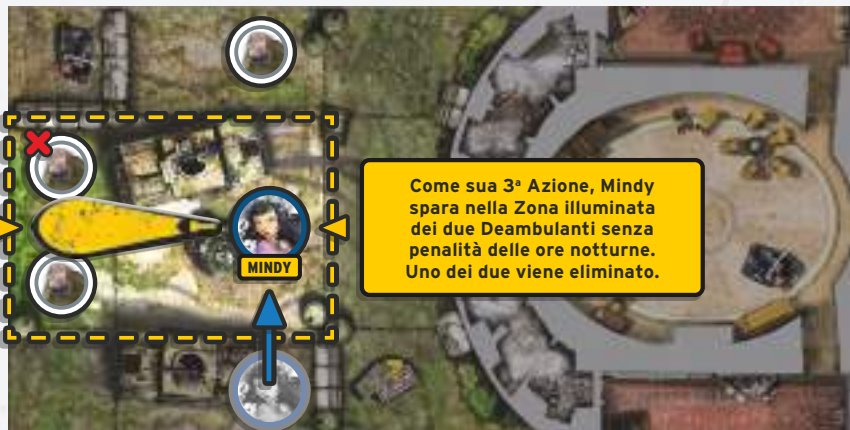 Come sua 3ª Azione, Mindy
spara nella Zona illuminata
dei due Deambulanti senza
penalità delle ore notturne.
Uno dei due viene eliminato.
MINDY